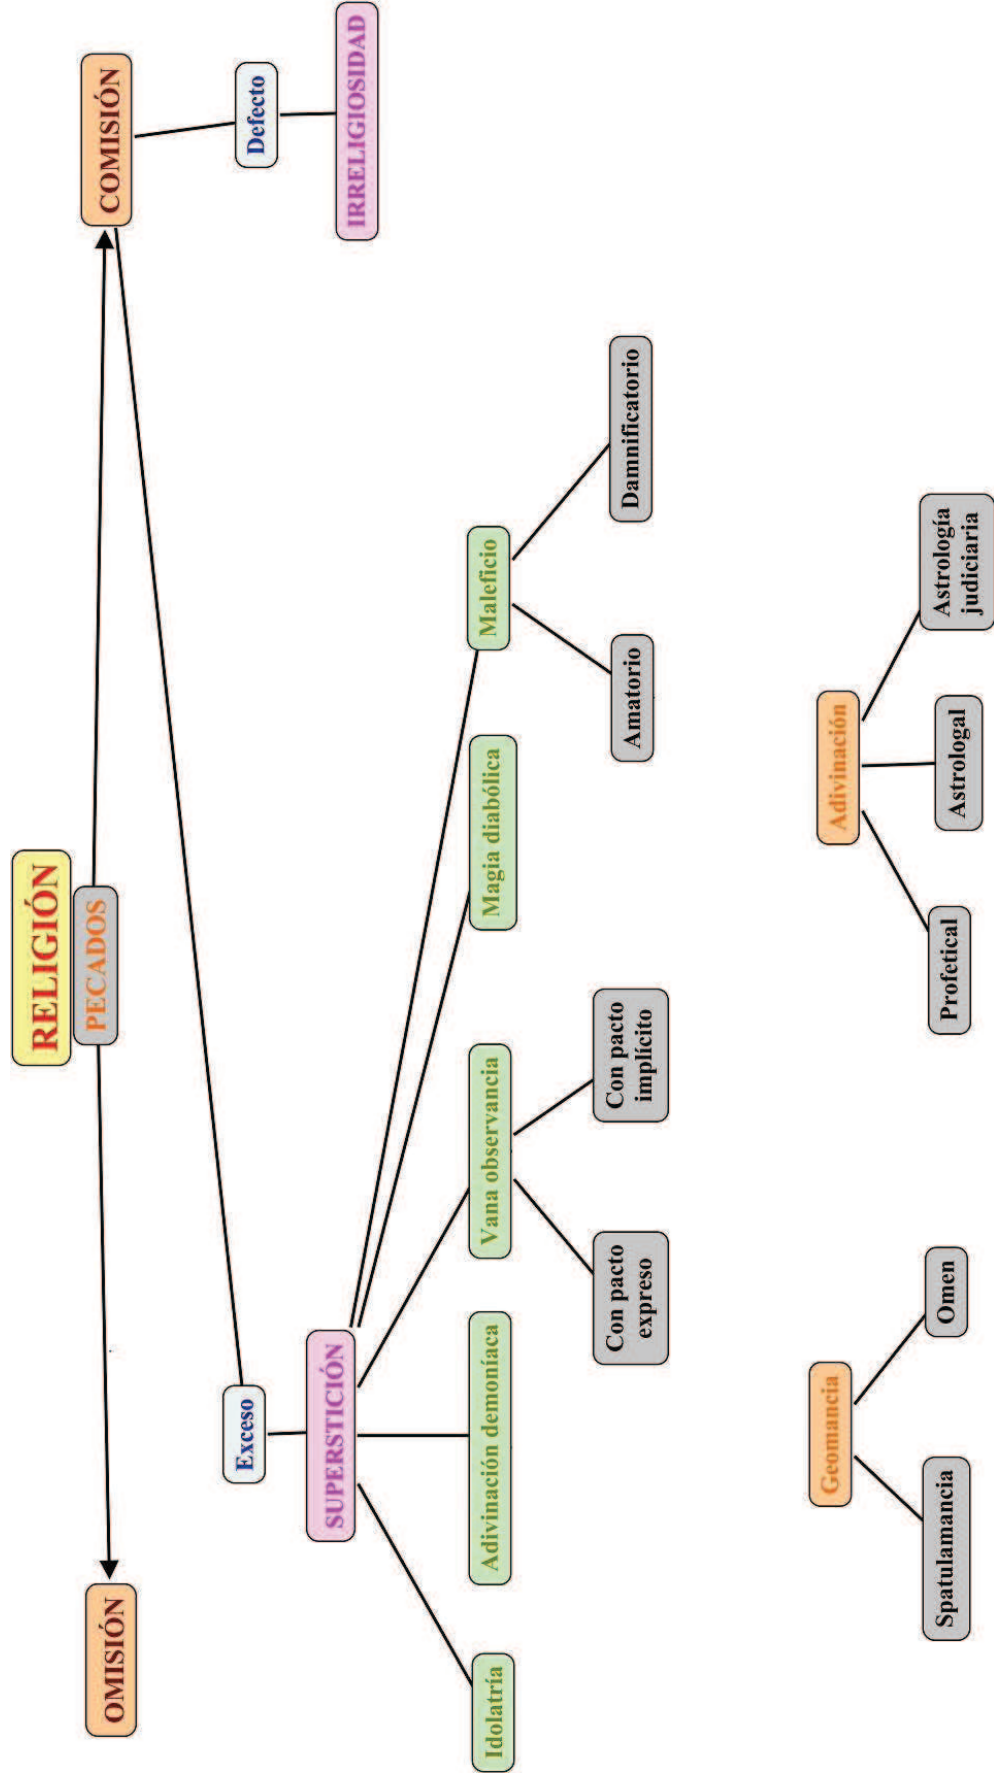 RELIGIÓN
PECADOS
OMISIÓN
COMISIÓN
Exceso
Defecto
SUPERSTICIÓN
IRRELIGIOSIDAD
Idolatría
Adivinación demoníaca
Vana observancia
Magia diabólica
Maleficio
Con pacto
expreso
Con pacto
implícito
Amatorio
Damnificatorio
Geomancia
Adivinación
Spatulamancia
Omen
Profetical
Astrologal
Astrología
judiciaria